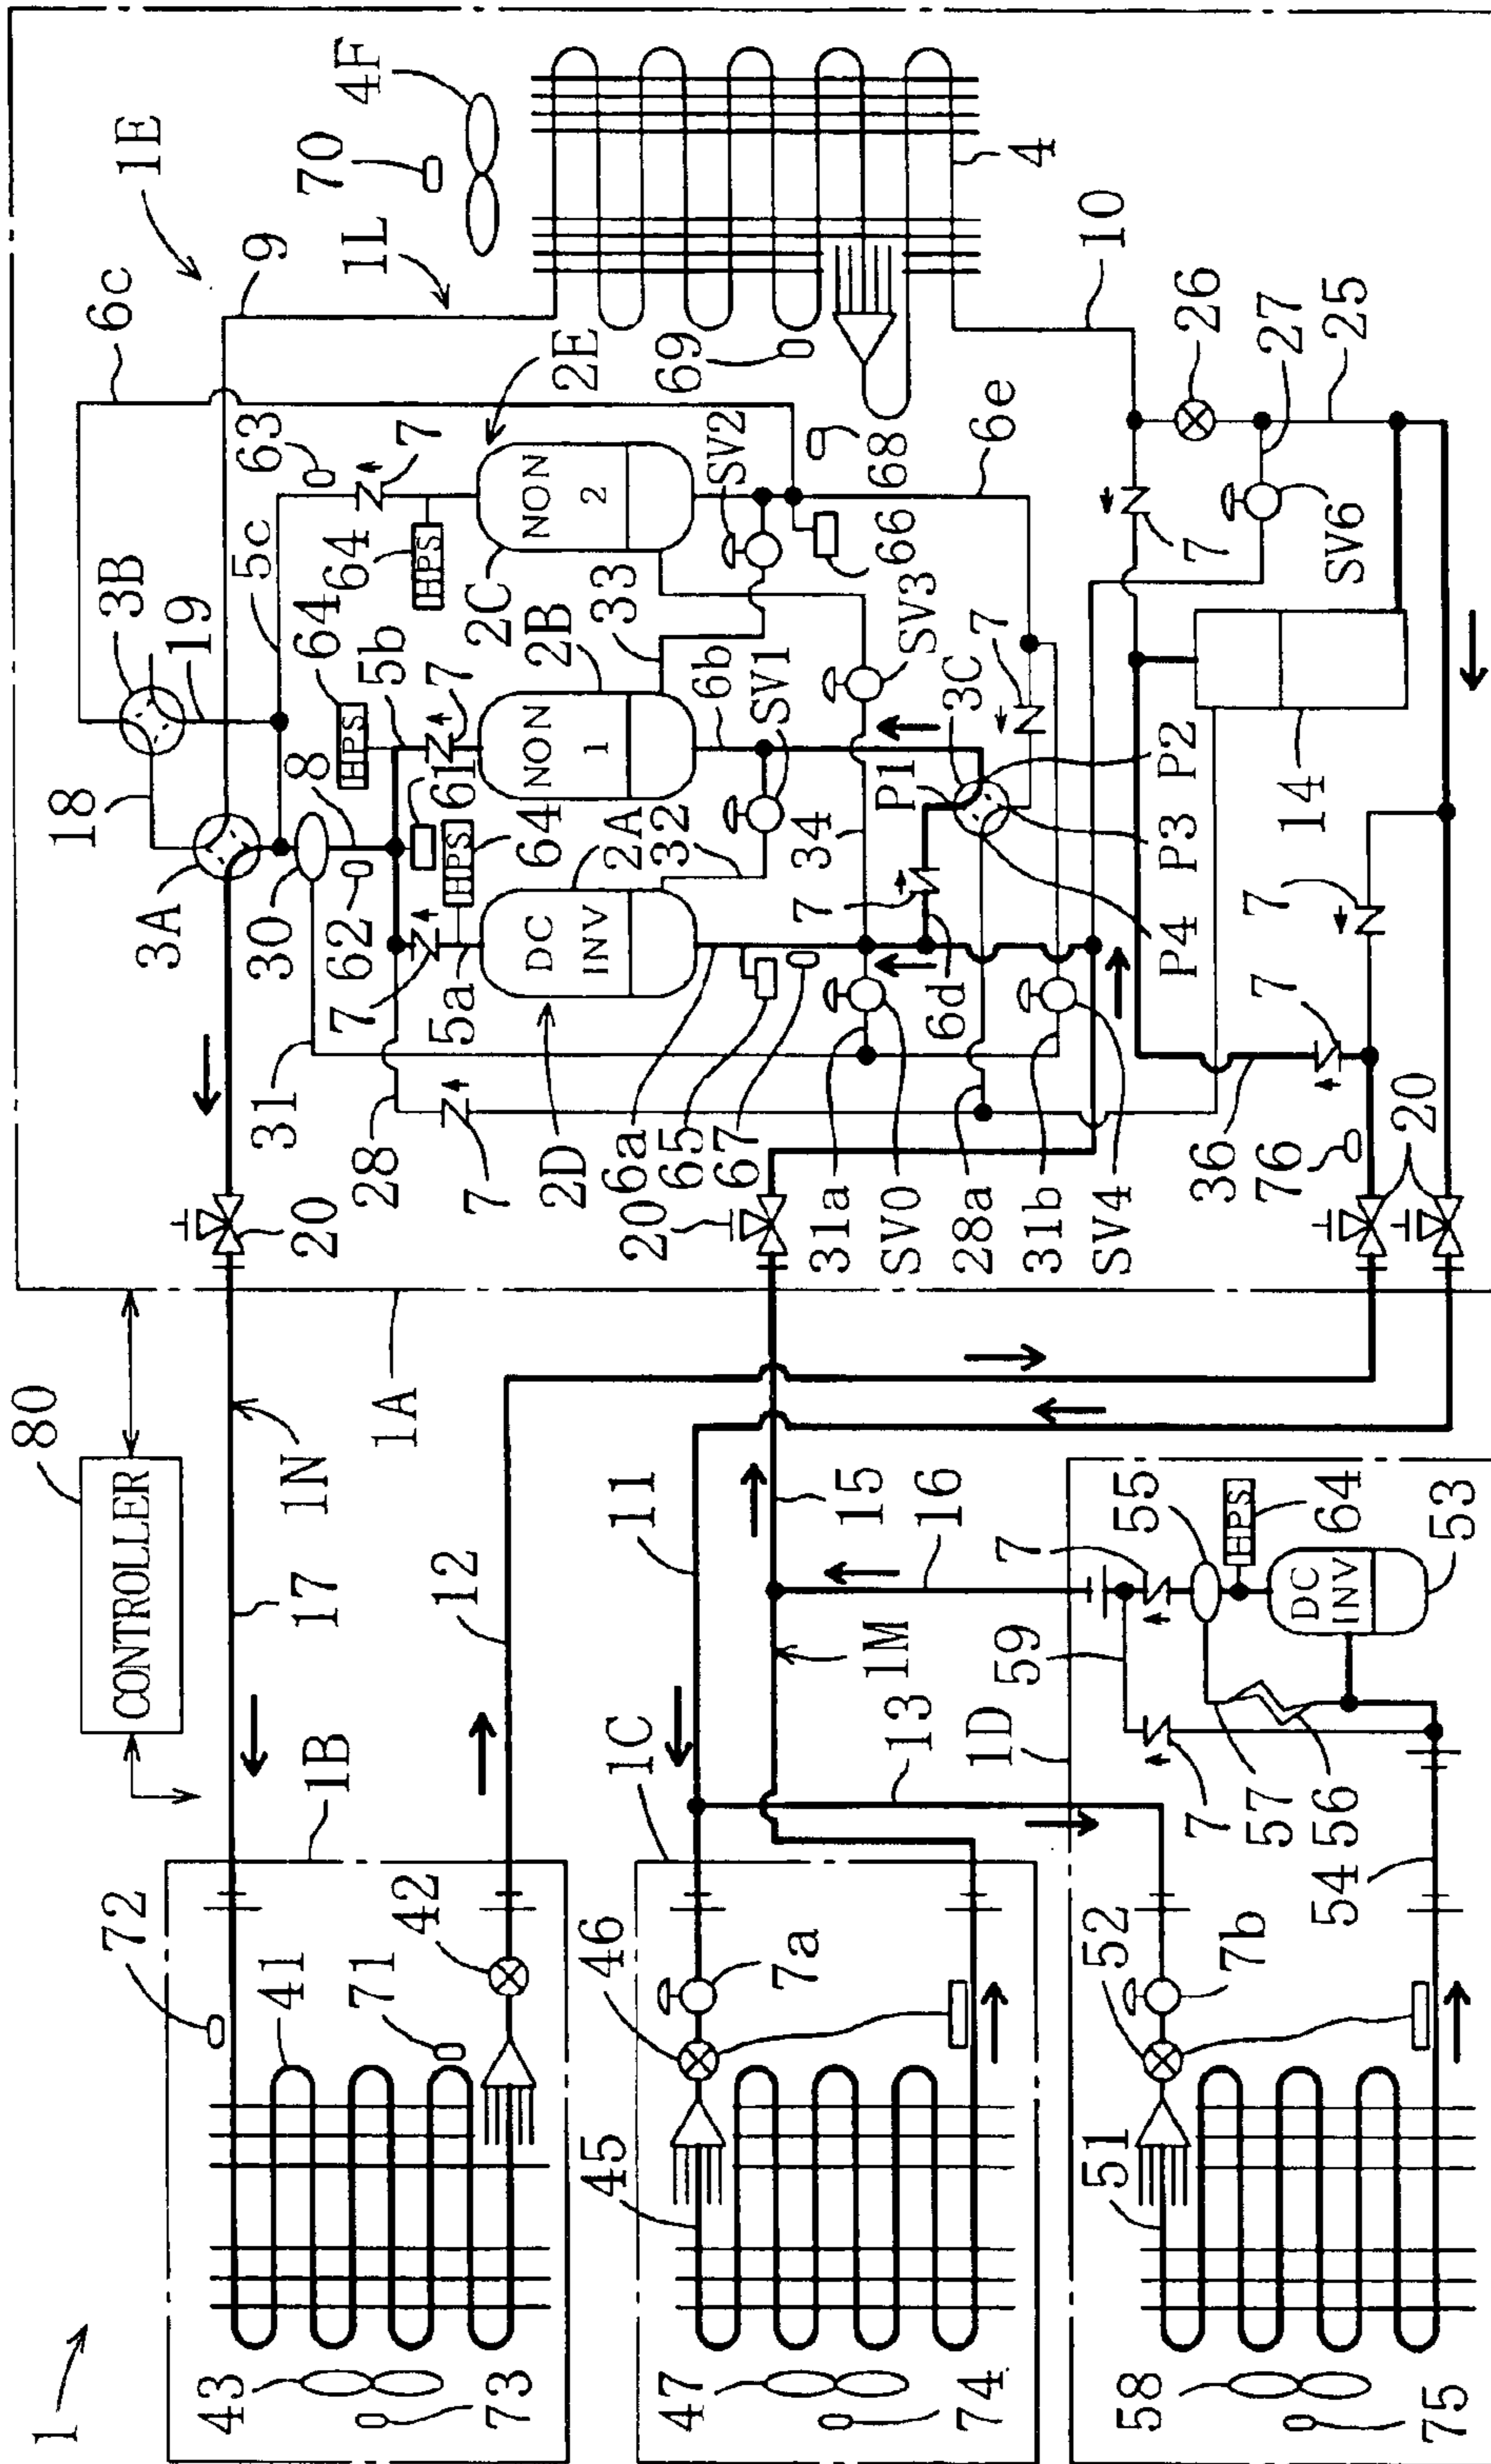 1
80
CONTROLLER
1E
6c
9
1L
70
4F
3B
19
5c
63
7
64
HPS
2E
18
3A
8
64
HPS
5b
7
2C
NON
2
69
4
30
62
61
NON
1
2B
33
SV2
68
10
64
HPS
7
5a
DC
INV
2A
32
6b
SV1
66
6e
31
28
7
2D
6a
65
67
34
SV3
P1
3C
7
7
6d
P2
P3
P4
26
27
25
SV6
7
14
20
20
31a
SV0
28a
31b
SV4
36
76
20
7
7
1A
1N
17
12
11
15
16
1M
13
1B
72
41
71
42
43
73
1C
46
7a
45
47
74
1D
59
7
55
64
HPS
DC
INV
53
57
56
7
54
52
7b
51
58
75